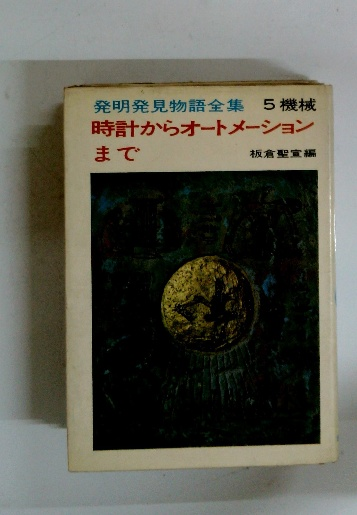 発明発見物語全集 5機械
時計からオートメーション
まで
板倉聖宣編